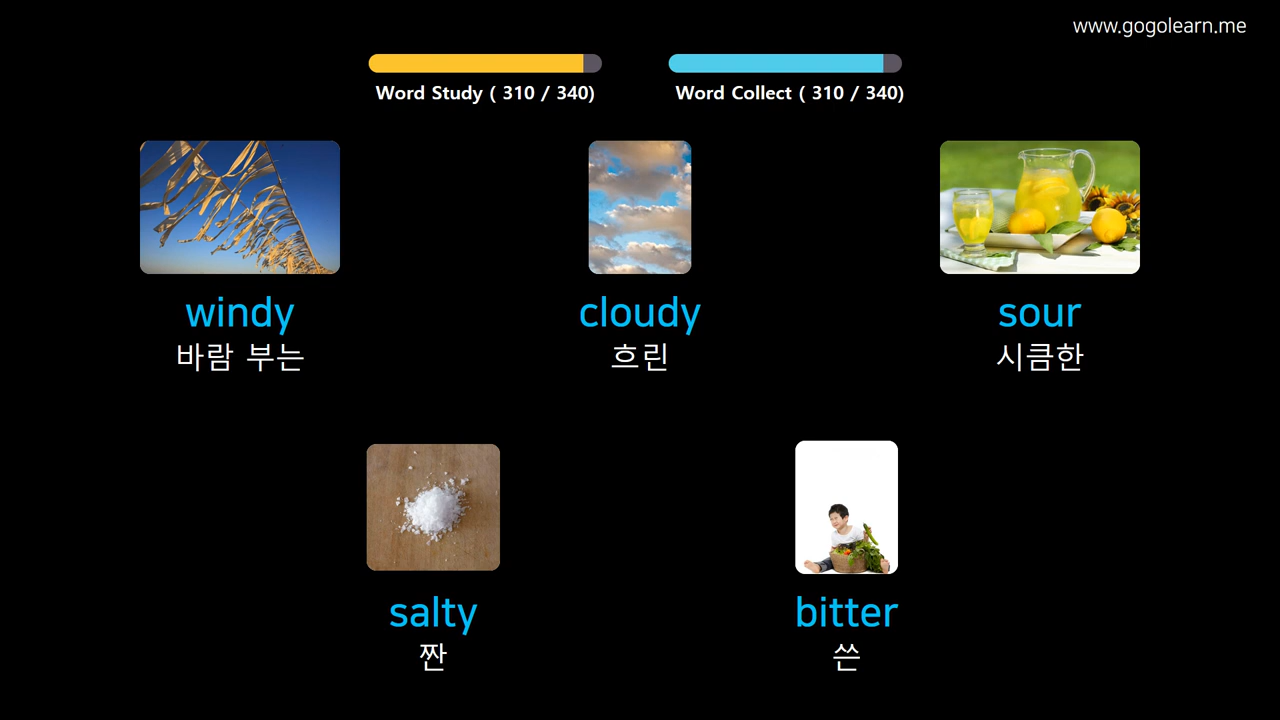 www.gogolearn.me
Word Study ( 310 / 340)
Word Collect ( 310 / 340)
windy
바람 부는
cloudy
흐린
sour
시큼한
salty
짠
bitter
쓴